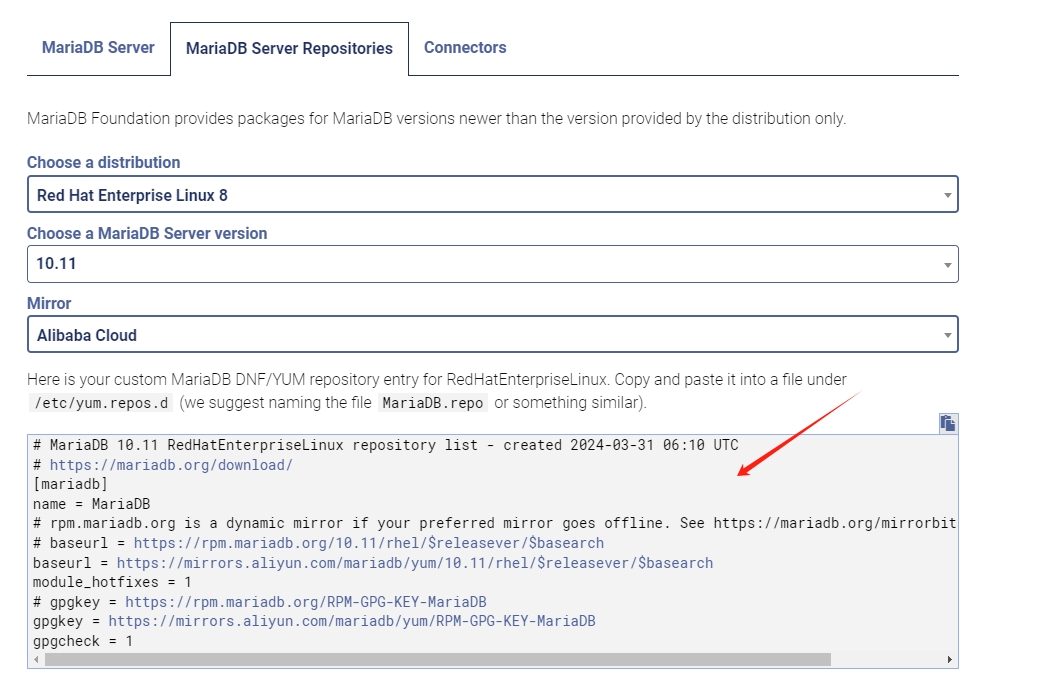 MariaDB Server
MariaDB Server Repositories
Connectors
MariaDB Foundation provides packages for MariaDB versions newer than the version provided by the distribution only.
Choose a distribution
Red Hat Enterprise Linux 8
Choose a MariaDB Server version
10.11
Mirror
Alibaba Cloud
Here is your custom MariaDB DNF/YUM repository entry for RedHatEnterpriseLinux. Copy and paste it into a file under
/etc/yum.repos.d (we suggest naming the file MariaDB.repo or something similar).
# MariaDB 10.11 RedHatEnterpriseLinux repository list - created 2024-03-31 06:10 UTC
# https://mariadb.org/download/
[mariadb]
name = MariaDB
# rpm.mariadb.org is a dynamic mirror if your preferred mirror goes offline. See https://mariadb.org/mirrorbit
# baseurl = https://rpm.mariadb.org/10.11/rhel/$releasever/$basearch
baseurl = https://mirrors.aliyun.com/mariadb/yum/10.11/rhel/$releasever/$basearch
module_hotfixes = 1
# gpgkey = https://rpm.mariadb.org/RPM-GPG-KEY-MariaDB
gpgkey = https://mirrors.aliyun.com/mariadb/yum/RPM-GPG-KEY-MariaDB
gpgcheck = 1